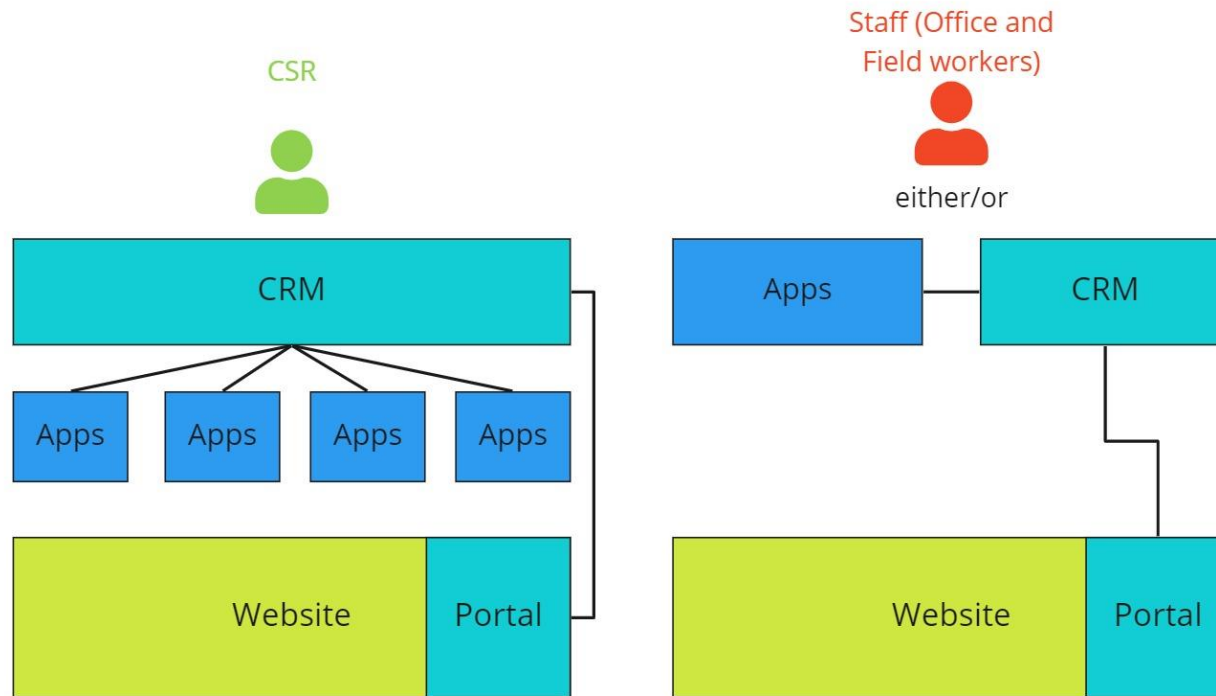 CSR
Staff (Office and
Field workers)
either/or
CRM
Apps
Apps
Apps
Apps
Website
Portal
Apps
CRM
Website
Portal